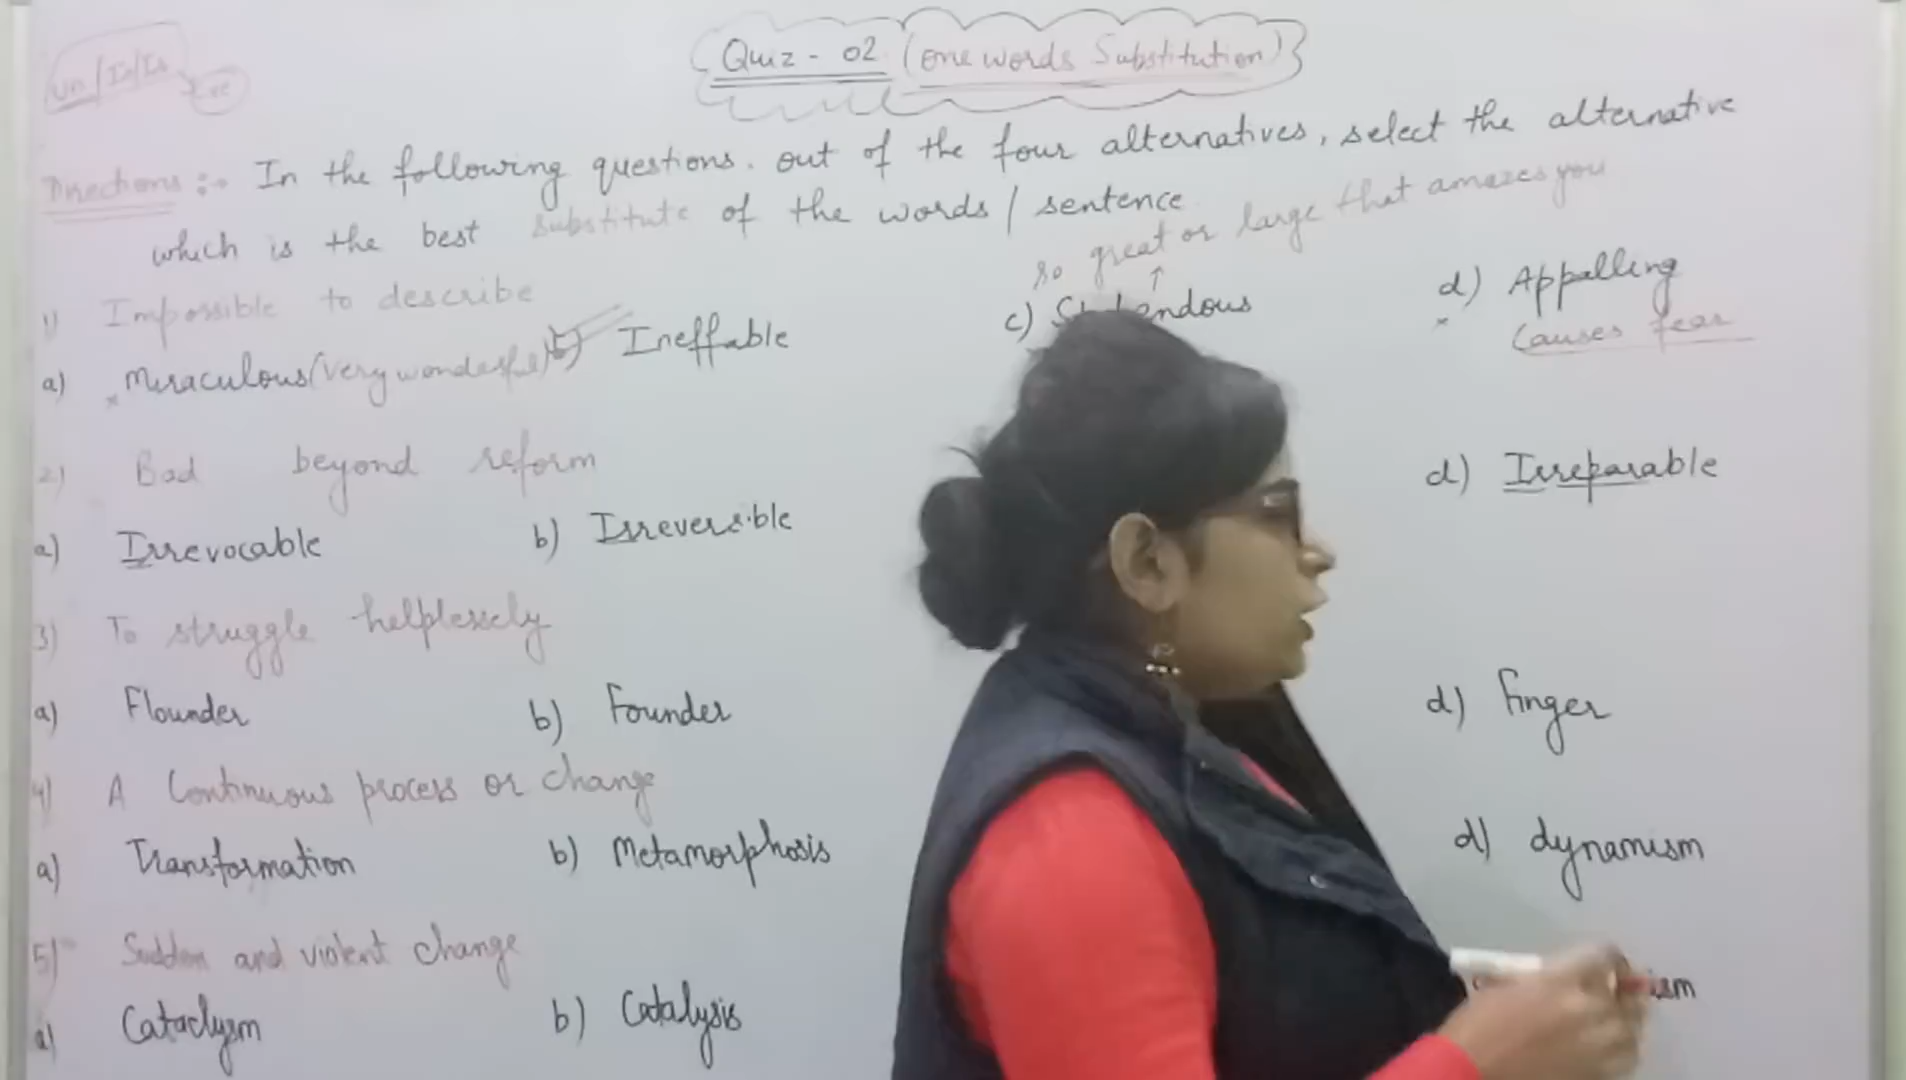 Quiz - 02 (one words Substitution)
un/In/Is
Directions :- In the following questions. out of the four alternatives, select the alternative
which is the best substitute of the words / sentence
so great or large that amazes you
1) Impossible to describe
a) Miraculous (very wonderful) b) Ineffable c) d) Appalling
Causes fear
2) Bad beyond reform
a) Irrevocable b) Irreversible d) Irreparable
3) To struggle helplessely
a) Flounder b) Founder d) Finger
4) A Continuous process or change
a) Transformation b) Metamorphosis d) dynamism
5) Sudden and violent change
a) Cataclysm b) Catalysis